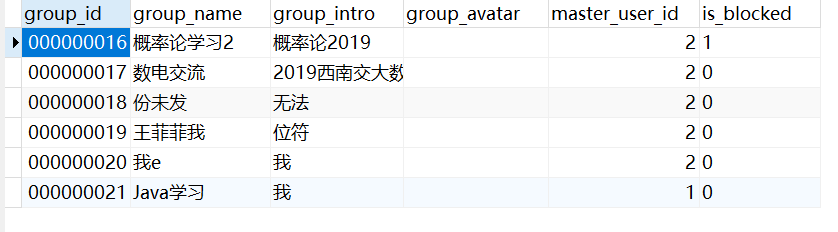 group_id group_name group_intro group_avatar master_user_id is_blocked
000000016 概率论学习2 概率论2019 2 1
000000017 数电交流 2019西南交大数 2 0
000000018 份未发 无法 2 0
000000019 王菲菲我 位符 2 0
000000020 我e 我 2 0
000000021 Java学习 我 1 0